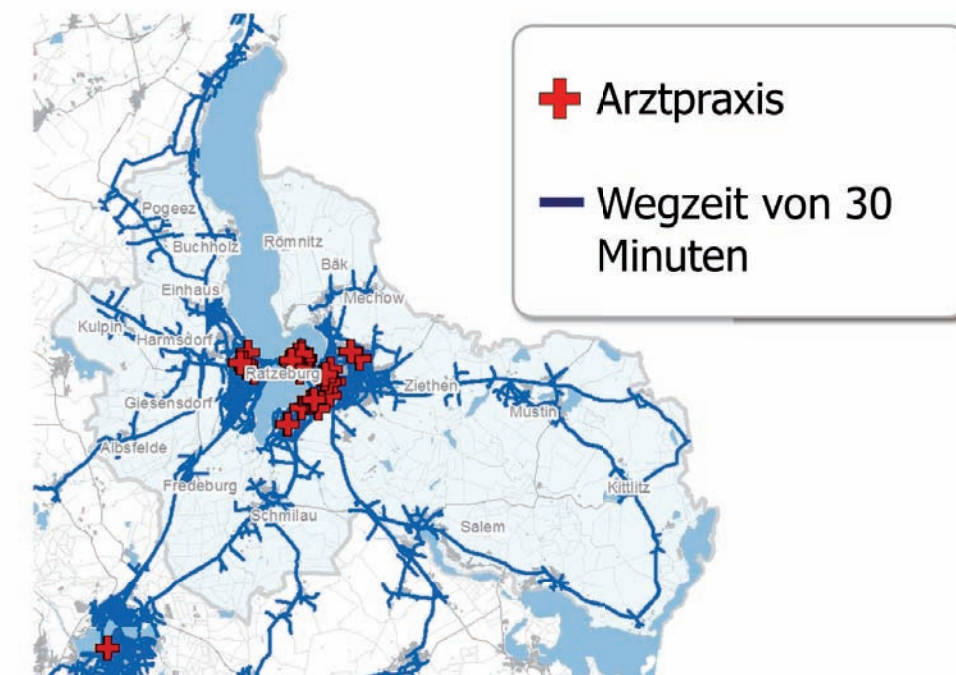 Arztpraxis
Wegzeit von 30
Minuten
Pogeez
Buchholz
Römnitz
Bäk
Einhaus
Mechow
Kulpin
Harmsdorf
Ratzeburg
Ziethen
Giesensdorf
Mustin
Albsfelde
Fredeburg
Kittlitz
Schmilau
Salem